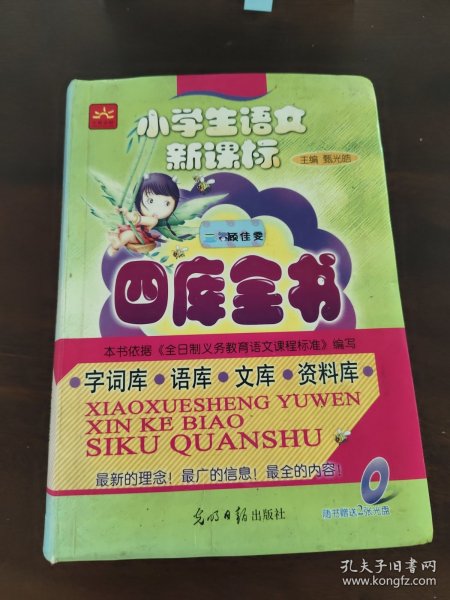 小学生语文
新课标
主编 甄光皓
顾佳雯
四库全书
本书依据《全日制义务教育语文课程标准》编写
·字词库·语库·文库·资料库·
XIAOXUESHENG YUWEN
XIN KE BIAO
SIKU QUANSHU
最新的理念！最广的信息！最全的内容！
随书赠送2张光盘
光明日报出版社
孔夫子旧书网
www.kongfz.com